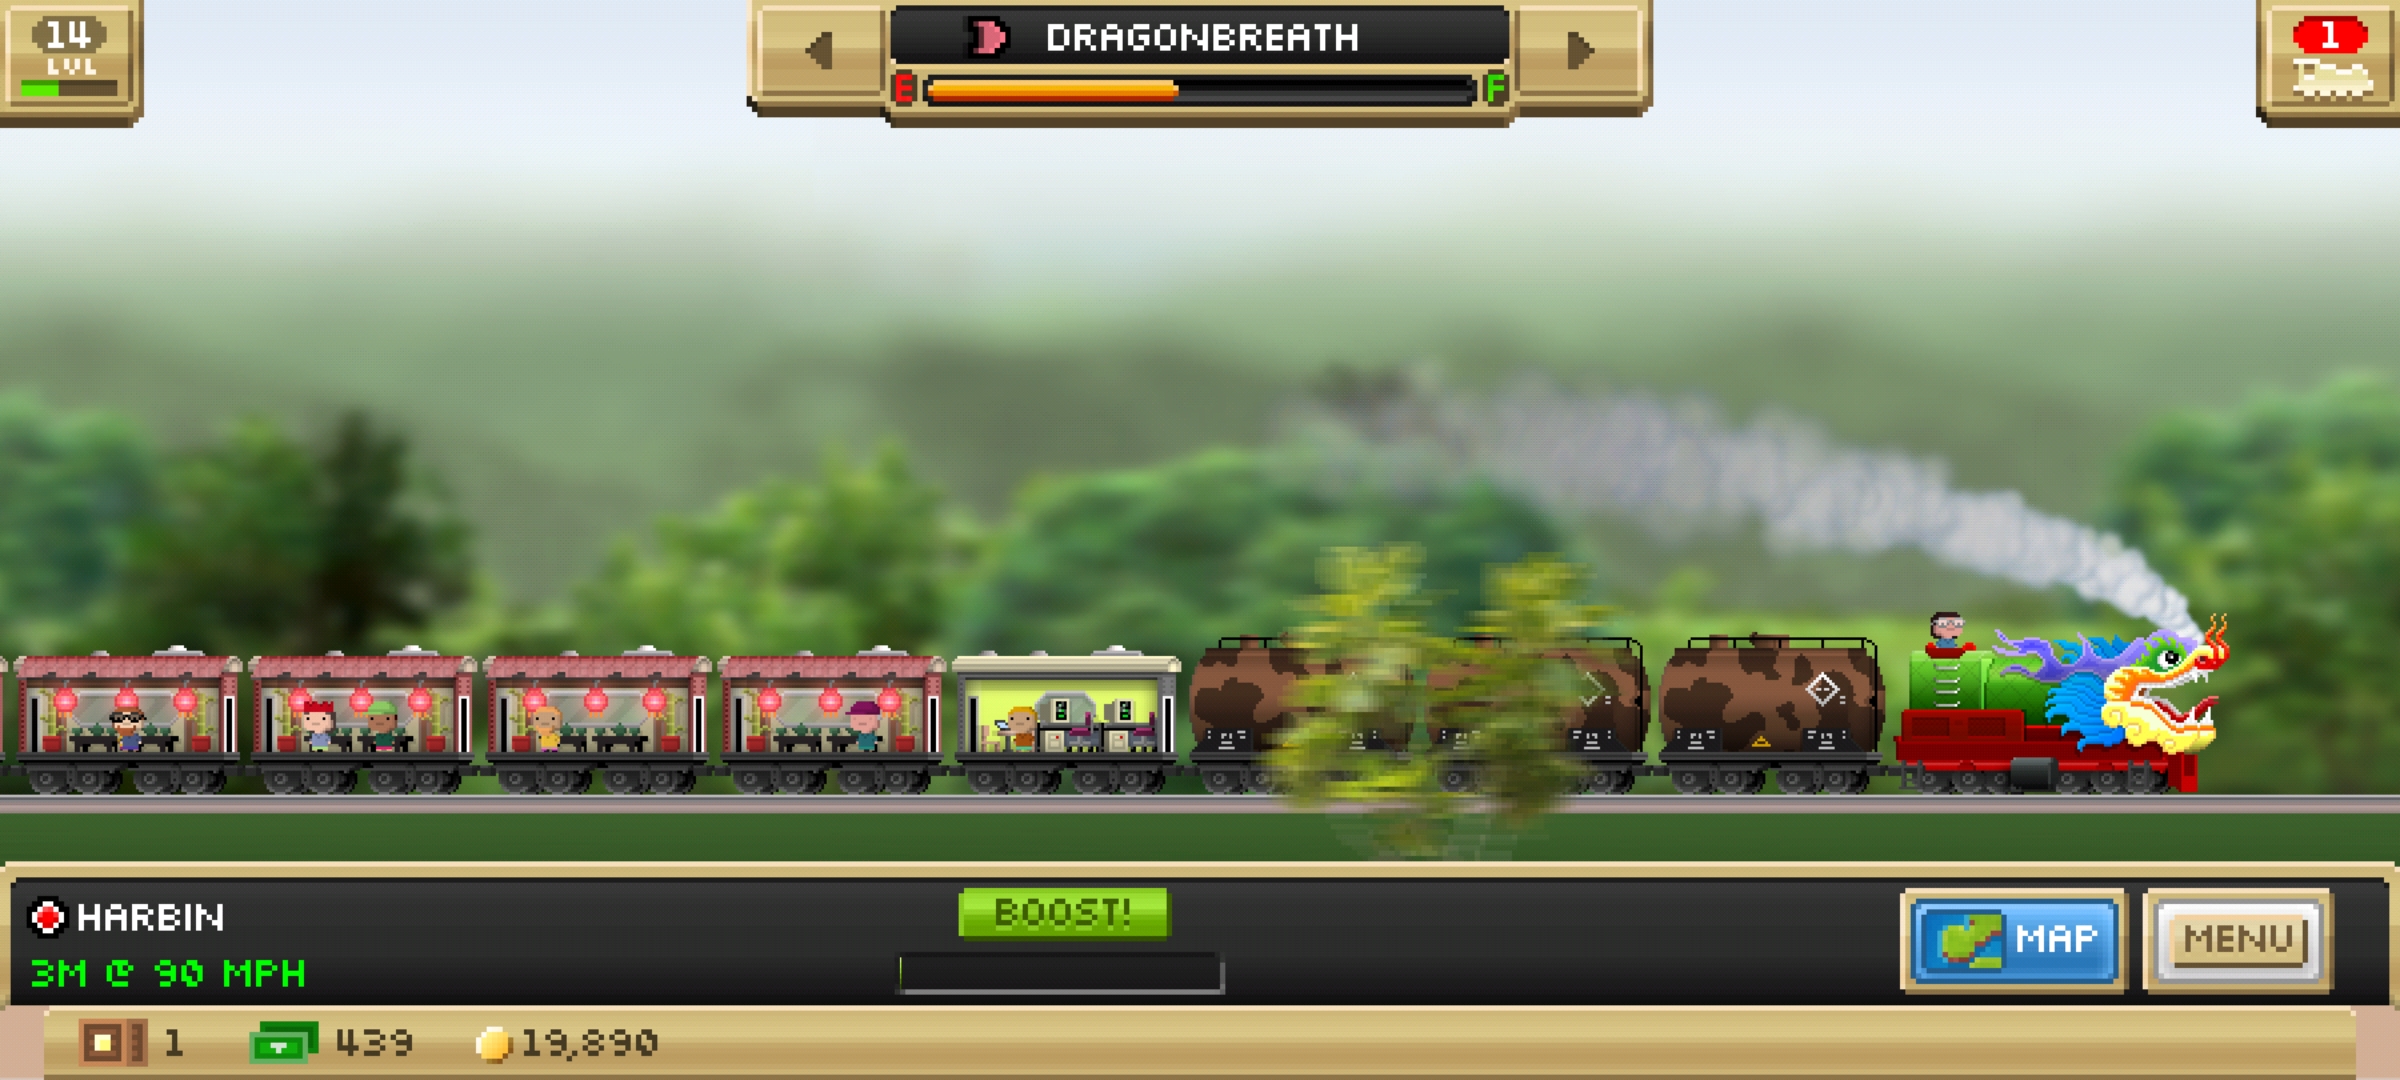 14
LVL
DRAGONBREATH
E F
1
HARBIN
3M @ 90 MPH
BOOST!
MAP
MENU
1
439
19,890